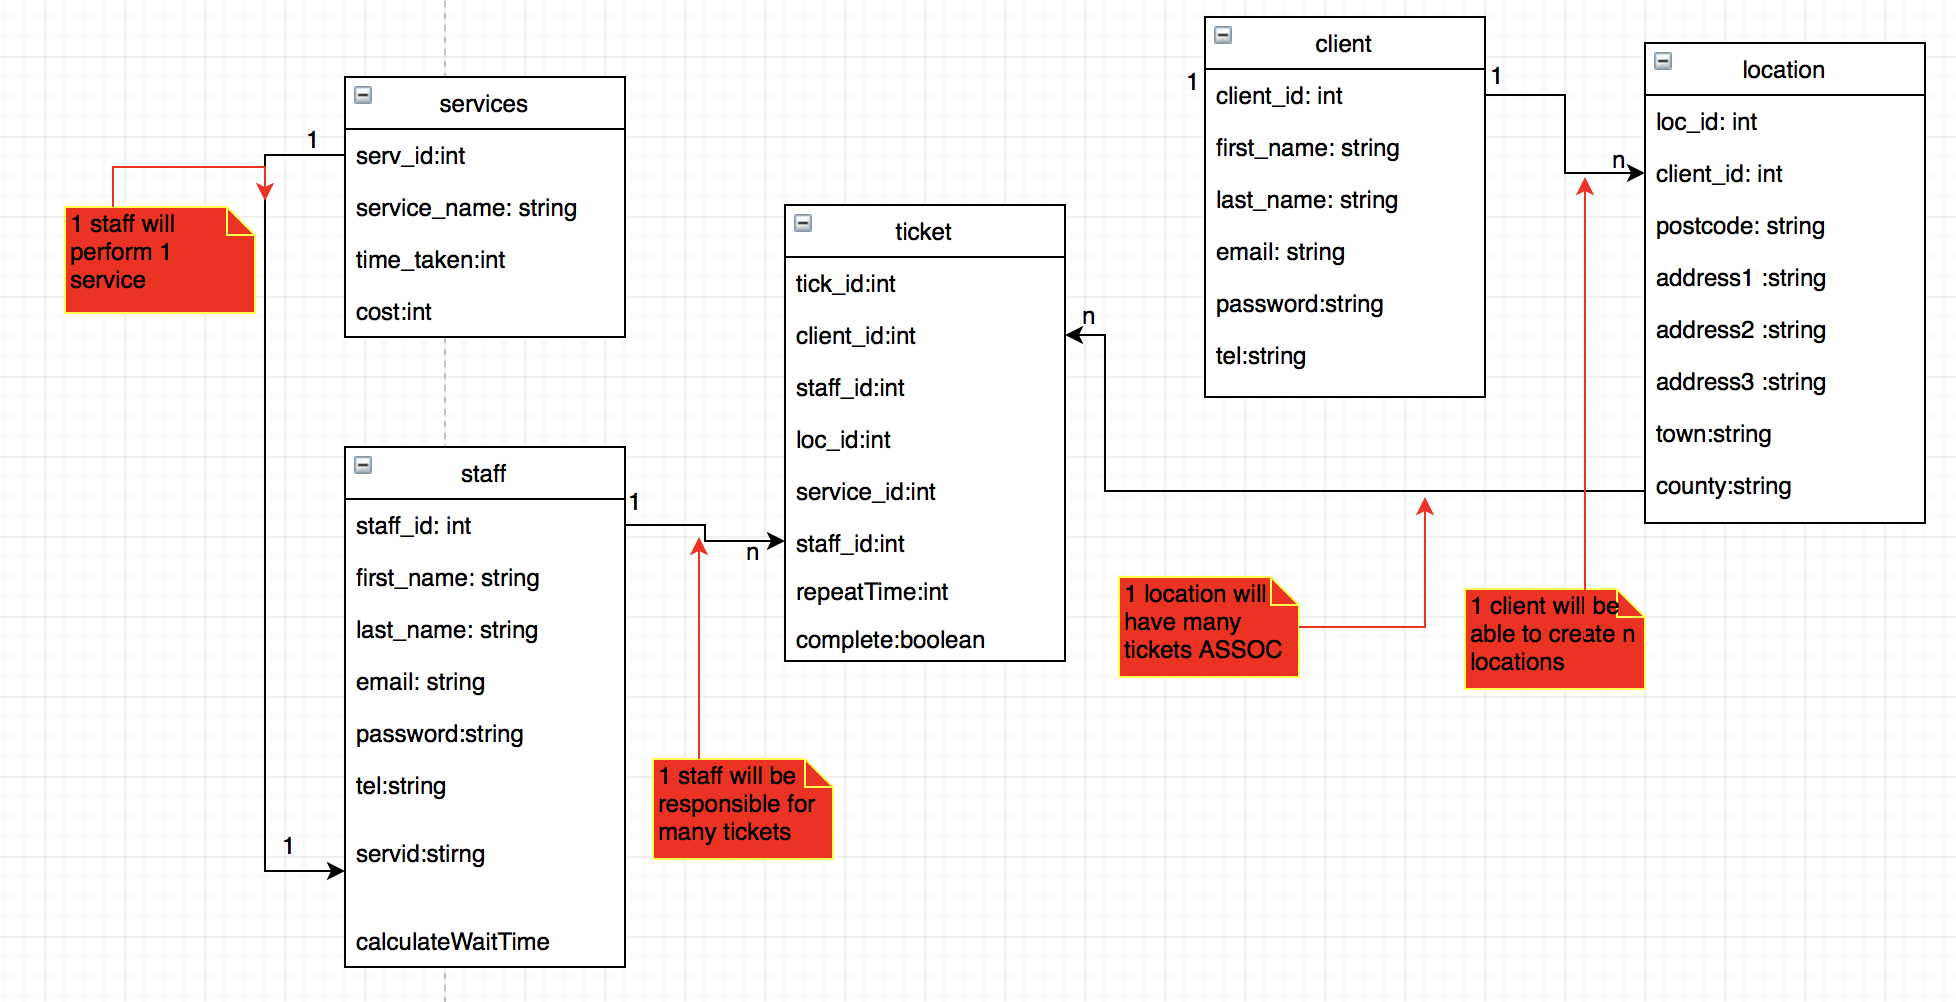 services
serv_id:int
service_name: string
time_taken:int
cost:int
1
1 staff will
perform 1
service
staff
staff_id: int
first_name: string
last_name: string
email: string
password:string
tel:string
servid:stirng
calculateWaitTime
1
1
n
1 staff will be
responsible for
many tickets
ticket
tick_id:int
client_id:int
staff_id:int
loc_id:int
service_id:int
staff_id:int
repeatTime:int
complete:boolean
n
1
client
client_id: int
first_name: string
last_name: string
email: string
password:string
tel:string
1
n
location
loc_id: int
client_id: int
postcode: string
address1 :string
address2 :string
address3 :string
town:string
county:string
1 location will
have many
tickets ASSOC
1 client will be
able to create n
locations